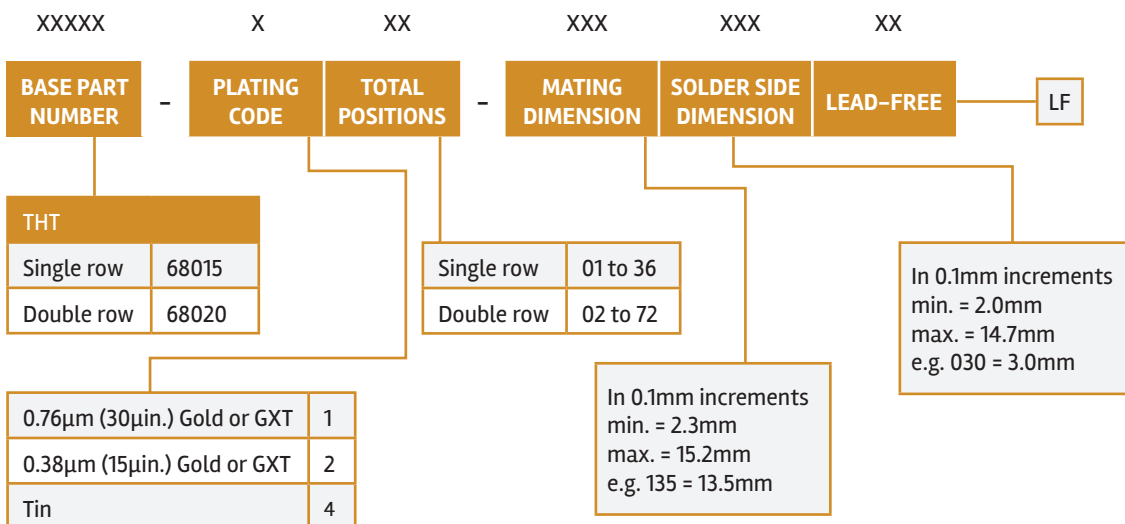 XXXXX X XX XXX XXX XX
BASE PART NUMBER - PLATING CODE TOTAL POSITIONS - MATING DIMENSION SOLDER SIDE DIMENSION LEAD-FREE LF
THT
Single row 68015
Double row 68020
Single row 01 to 36
Double row 02 to 72
In 0.1mm increments
min. = 2.0mm
max. = 14.7mm
e.g. 030 = 3.0mm
0.76µm (30µin.) Gold or GXT 1
0.38µm (15µin.) Gold or GXT 2
Tin 4
In 0.1mm increments
min. = 2.3mm
max. = 15.2mm
e.g. 135 = 13.5mm